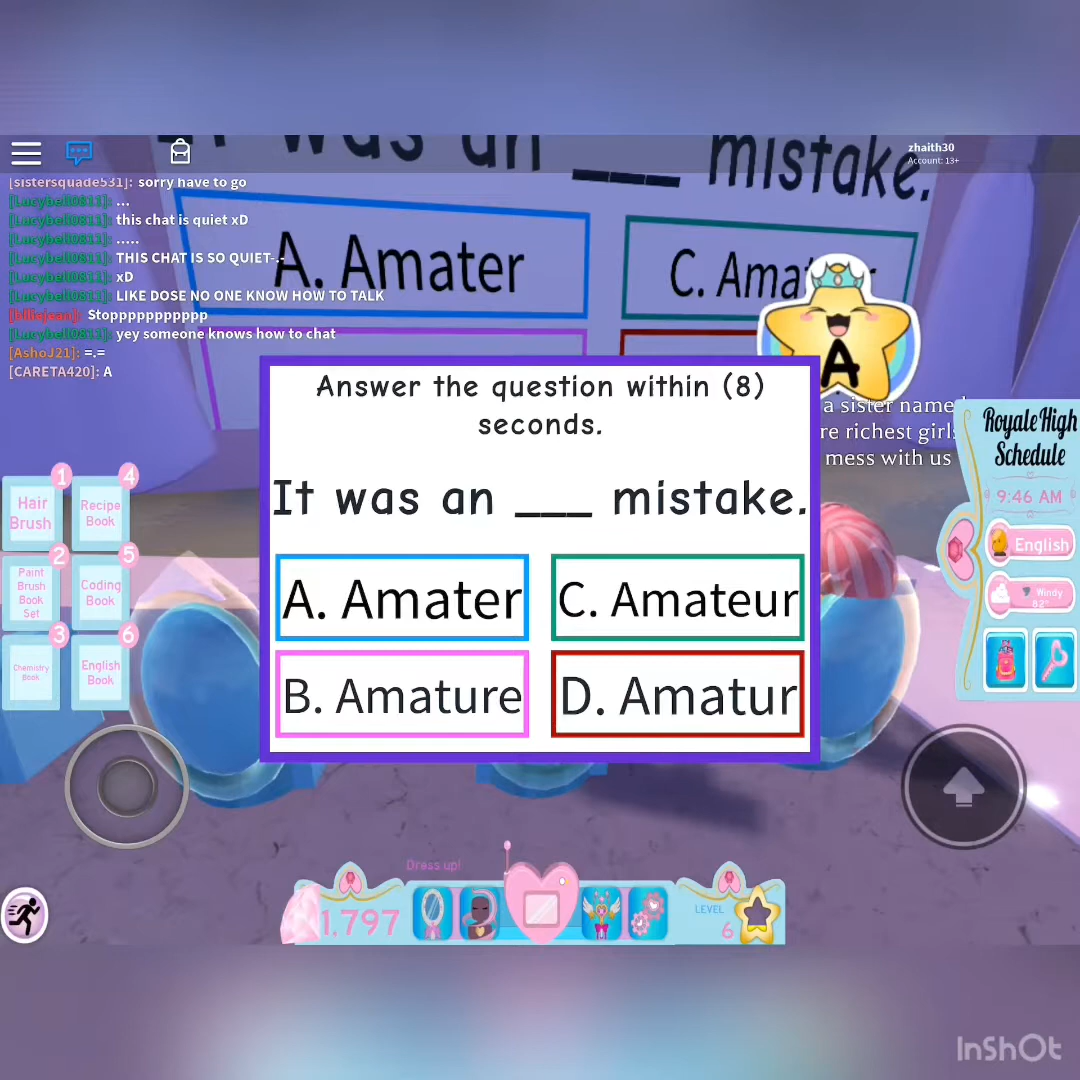 It was an ___ mistake.
zhaith30
Account: 13+
[sistersquade531]: sorry have to go
[Lucybell0811]: ...
[Lucybell0811]: this chat is quiet xD
[Lucybell0811]: .....
[Lucybell0811]: THIS CHAT IS SO QUIET-.-
[Lucybell0811]: xD
[Lucybell0811]: LIKE DOSE NO ONE KNOW HOW TO TALK
Stoppppppppppp
[Lucybell0811]: yey someone knows how to chat
[AshoJ21]: =.=
[CARETA420]: A
A. Amater
C. Ama
A
a sister name
re richest girls
mess with us
Answer the question within (8)
seconds.
It was an ___ mistake.
A. Amater
C. Amateur
B. Amature
D. Amatur
1
Hair
Brush
4
Recipe
Book
2
Paint
Brush
Book
Set
5
Coding
Book
3
Chemistry
Book
6
English
Book
Royale High
Schedule
9:46 AM
English
Windy
62°
Dress up!
1,797
LEVEL
6
InShOt